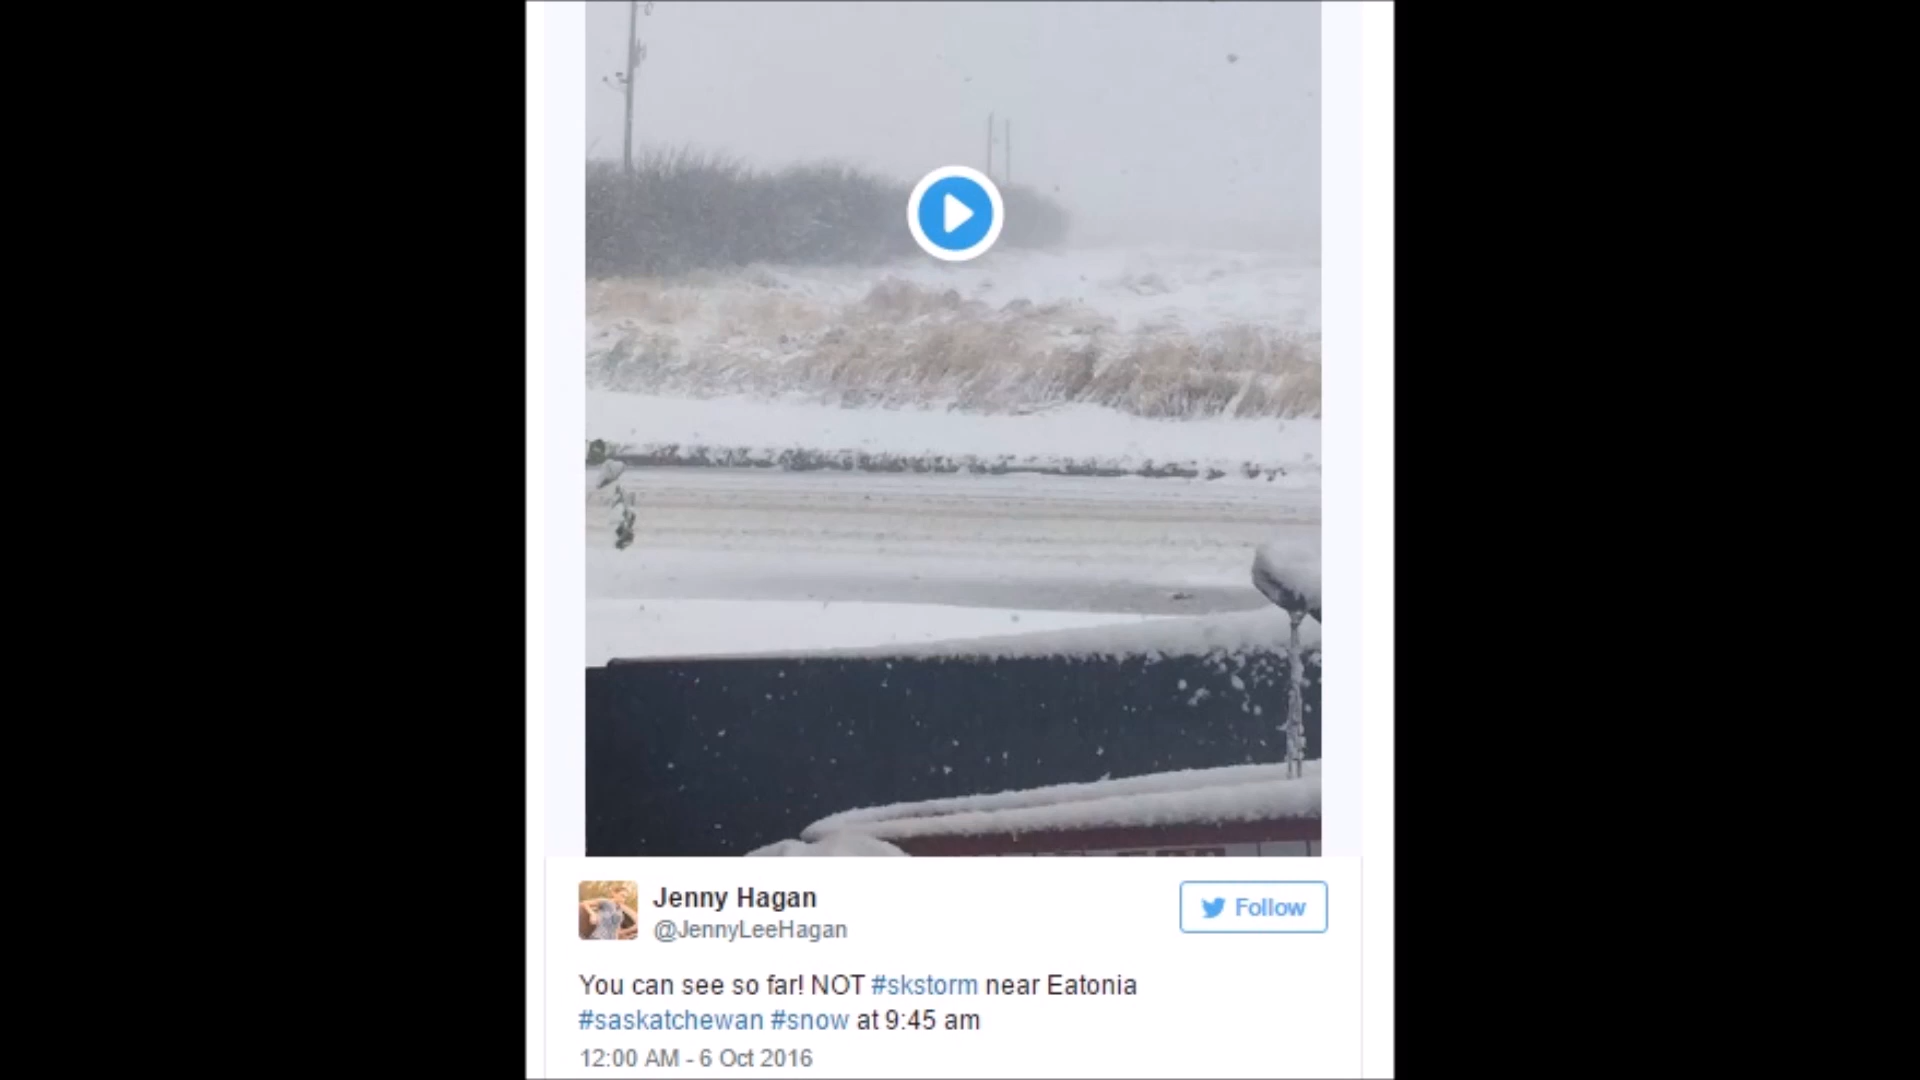 Jenny Hagan
@JennyLeeHagan
Follow
You can see so far! NOT #skstorm near Eatonia
#saskatchewan #snow at 9:45 am
12:00 AM - 6 Oct 2016